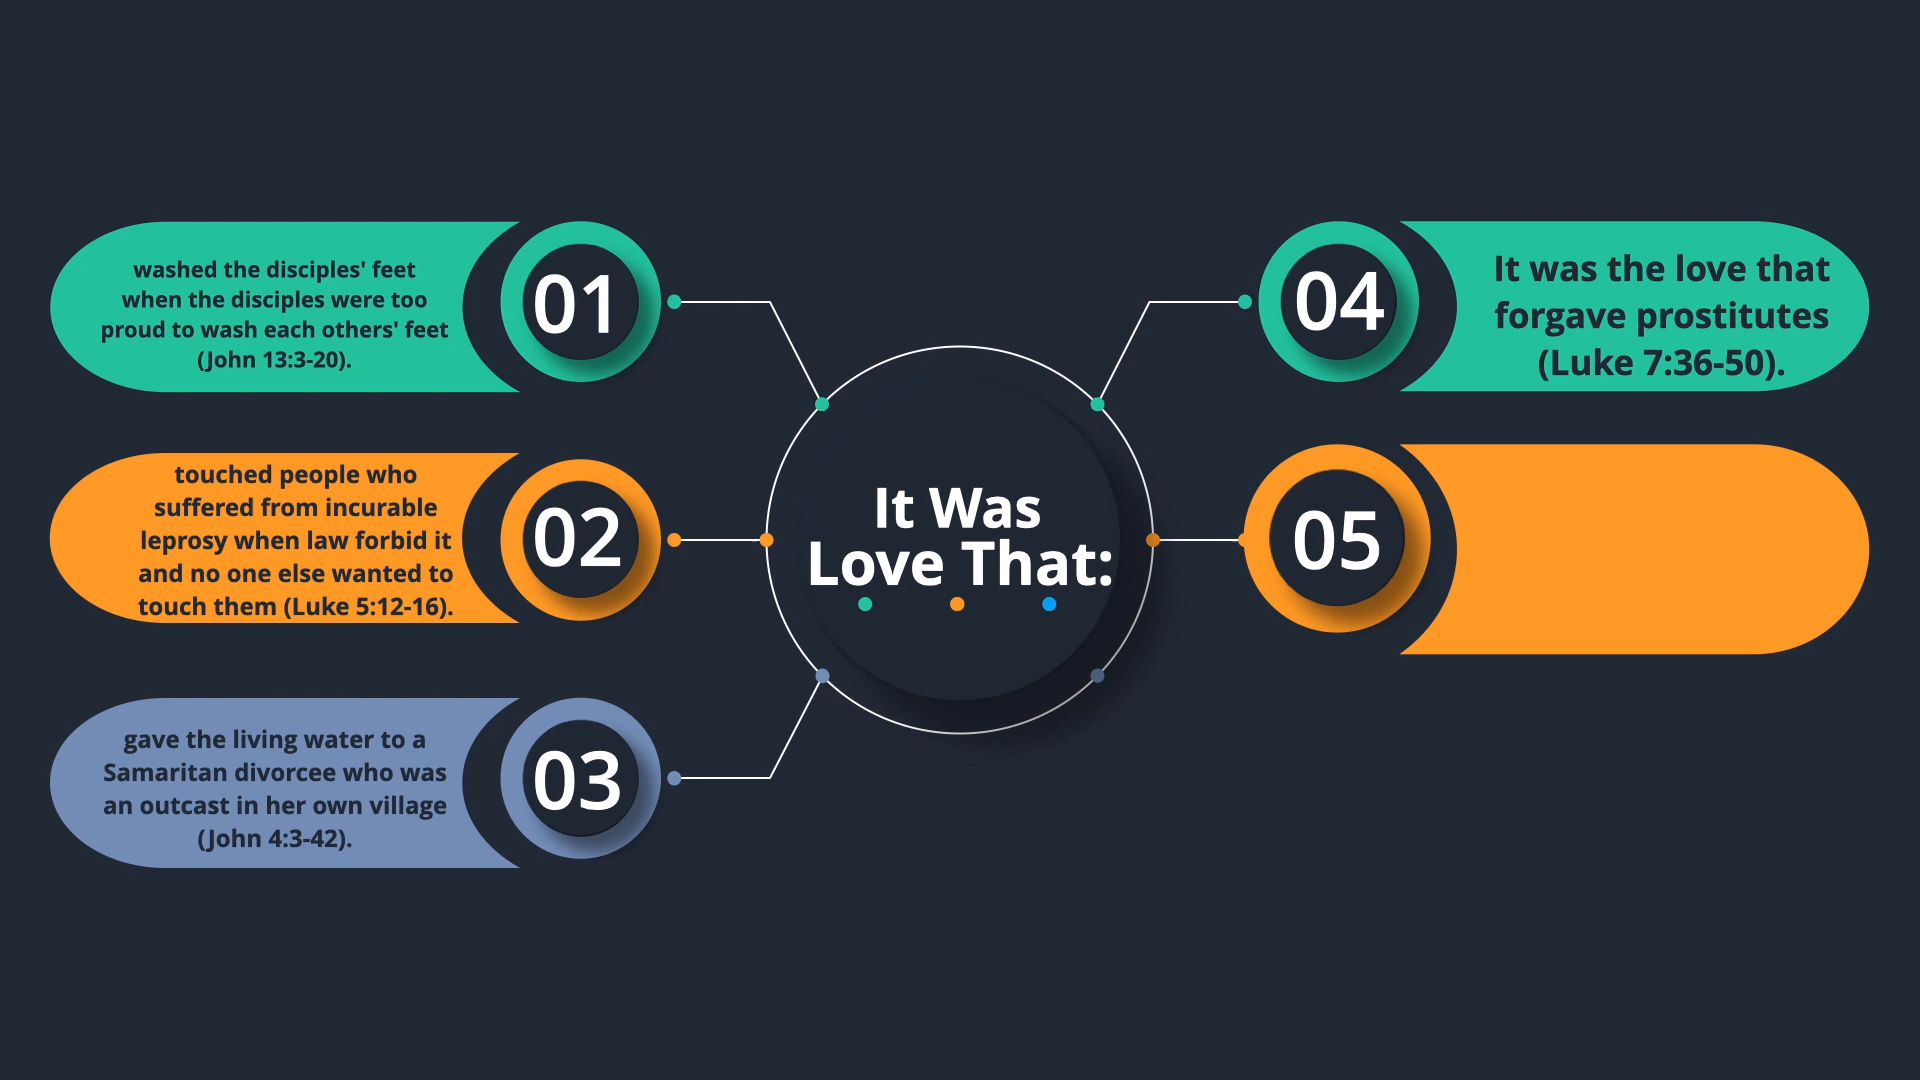 01
washed the disciples' feet
when the disciples were too
proud to wash each others' feet
(John 13:3-20).
02
touched people who
suffered from incurable
leprosy when law forbid it
and no one else wanted to
touch them (Luke 5:12-16).
03
gave the living water to a
Samaritan divorcee who was
an outcast in her own village
(John 4:3-42).
It Was
Love That:
04
It was the love that
forgave prostitutes
(Luke 7:36-50).
05